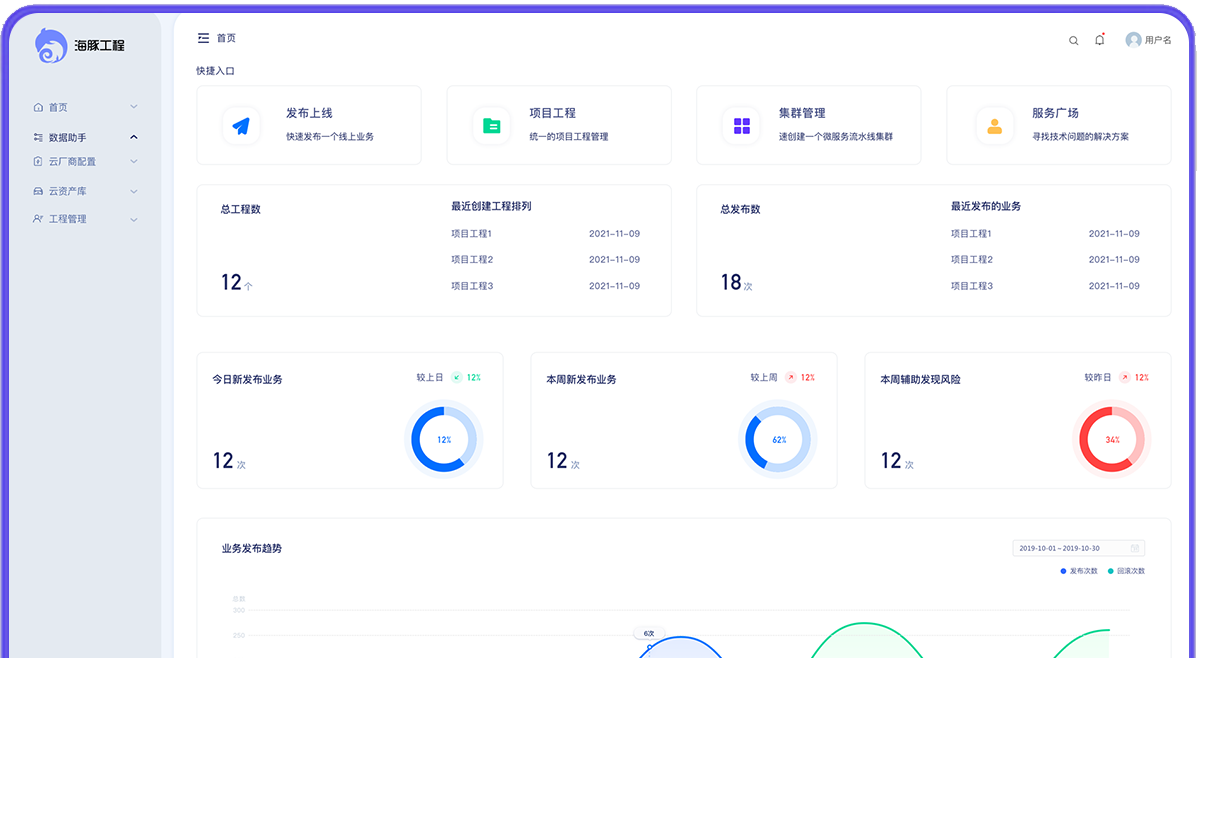 海豚工程
首页
数据助手
云厂商配置
云资产库
工程管理
首页
用户名
快捷入口
发布上线
快速发布一个线上业务
项目工程
统一的项目工程管理
集群管理
速创建一个微服务流水线集群
服务广场
寻找技术问题的解决方案
总工程数
12个
最近创建工程排列
项目工程1 2021-11-09
项目工程2 2021-11-09
项目工程3 2021-11-09
总发布数
18次
最近发布的业务
项目工程1 2021-11-09
项目工程2 2021-11-09
项目工程3 2021-11-09
今日新发布业务
较上日 12%
12%
12次
本周新发布业务
较上周 12%
62%
12次
本周辅助发现风险
较昨日 12%
34%
12次
业务发布趋势
2019-10-01 ~ 2019-10-30
发布次数 回滚次数
总数
300
250
6次